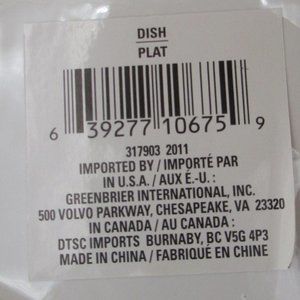 DISH
PLAT
6 39277 10675 9
317903 2011
IMPORTED BY / IMPORTÉ PAR
IN U.S.A. / AUX É.-U. :
GREENBRIER INTERNATIONAL, INC.
500 VOLVO PARKWAY, CHESAPEAKE, VA 23320
IN CANADA / AU CANADA :
DTSC IMPORTS BURNABY, BC V5G 4P3
MADE IN CHINA / FABRIQUÉ EN CHINE